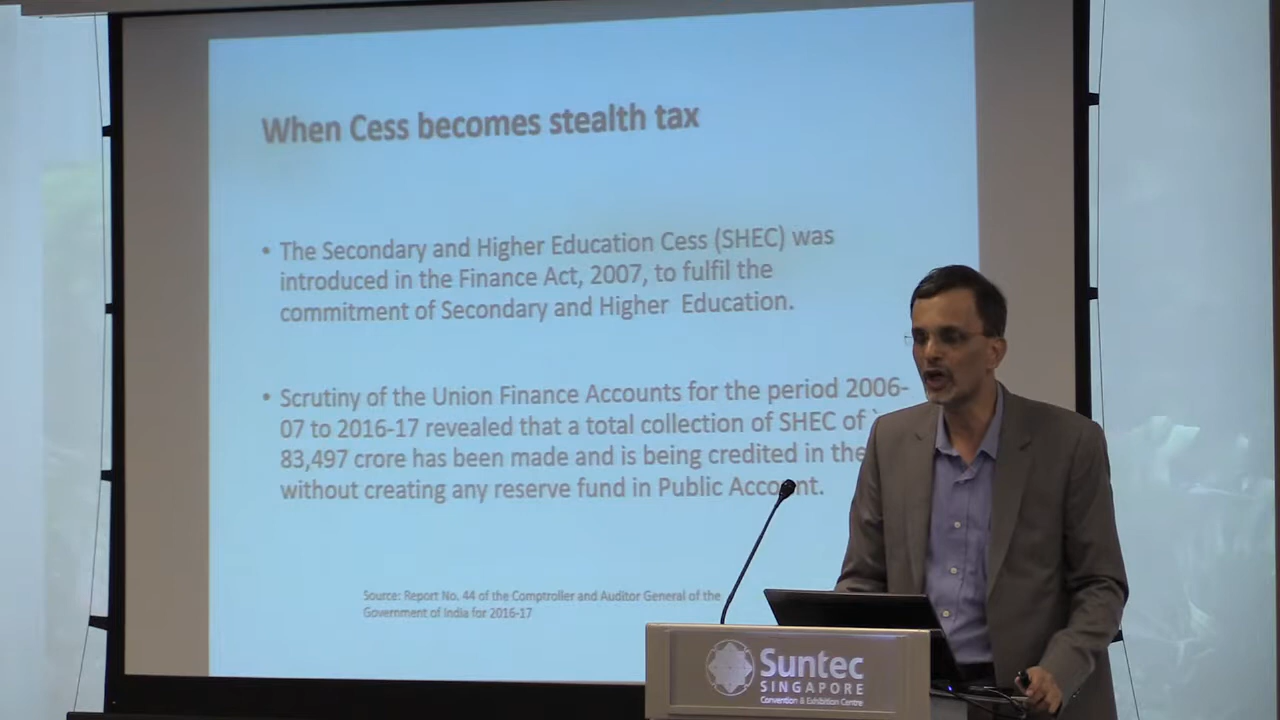 When Cess becomes stealth tax
• The Secondary and Higher Education Cess (SHEC) was
introduced in the Finance Act, 2007, to fulfil the
commitment of Secondary and Higher Education.
• Scrutiny of the Union Finance Accounts for the period 2006-
07 to 2016-17 revealed that a total collection of SHEC of `
83,497 crore has been made and is being credited in the
without creating any reserve fund in Public Account.
Source: Report No. 44 of the Comptroller and Auditor General of the
Government of India for 2016-17
Suntec
SINGAPORE
Convention & Exhibition Centre